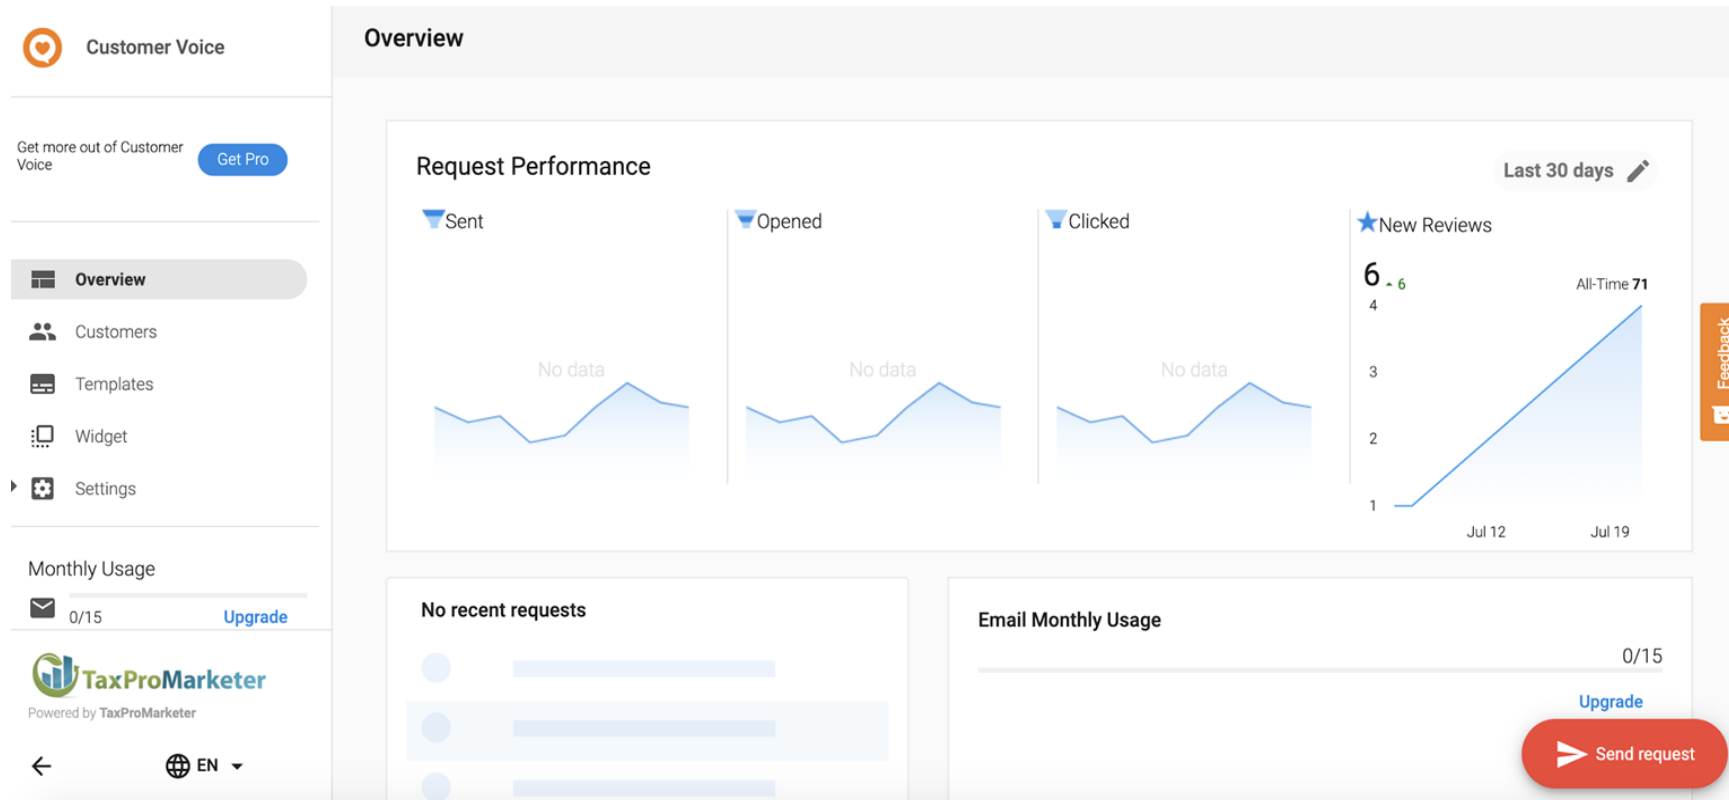 Customer Voice
Overview
Get more out of Customer
Voice
Get Pro
Overview
Customers
Templates
Widget
Settings
Monthly Usage
0/15
Upgrade
TaxProMarketer
Powered by TaxProMarketer
EN
Request Performance
Last 30 days
Sent
No data
Opened
No data
Clicked
No data
New Reviews
6 6
All-Time 71
4
3
2
1
Jul 12
Jul 19
No recent requests
Email Monthly Usage
0/15
Upgrade
Send request
Feedback